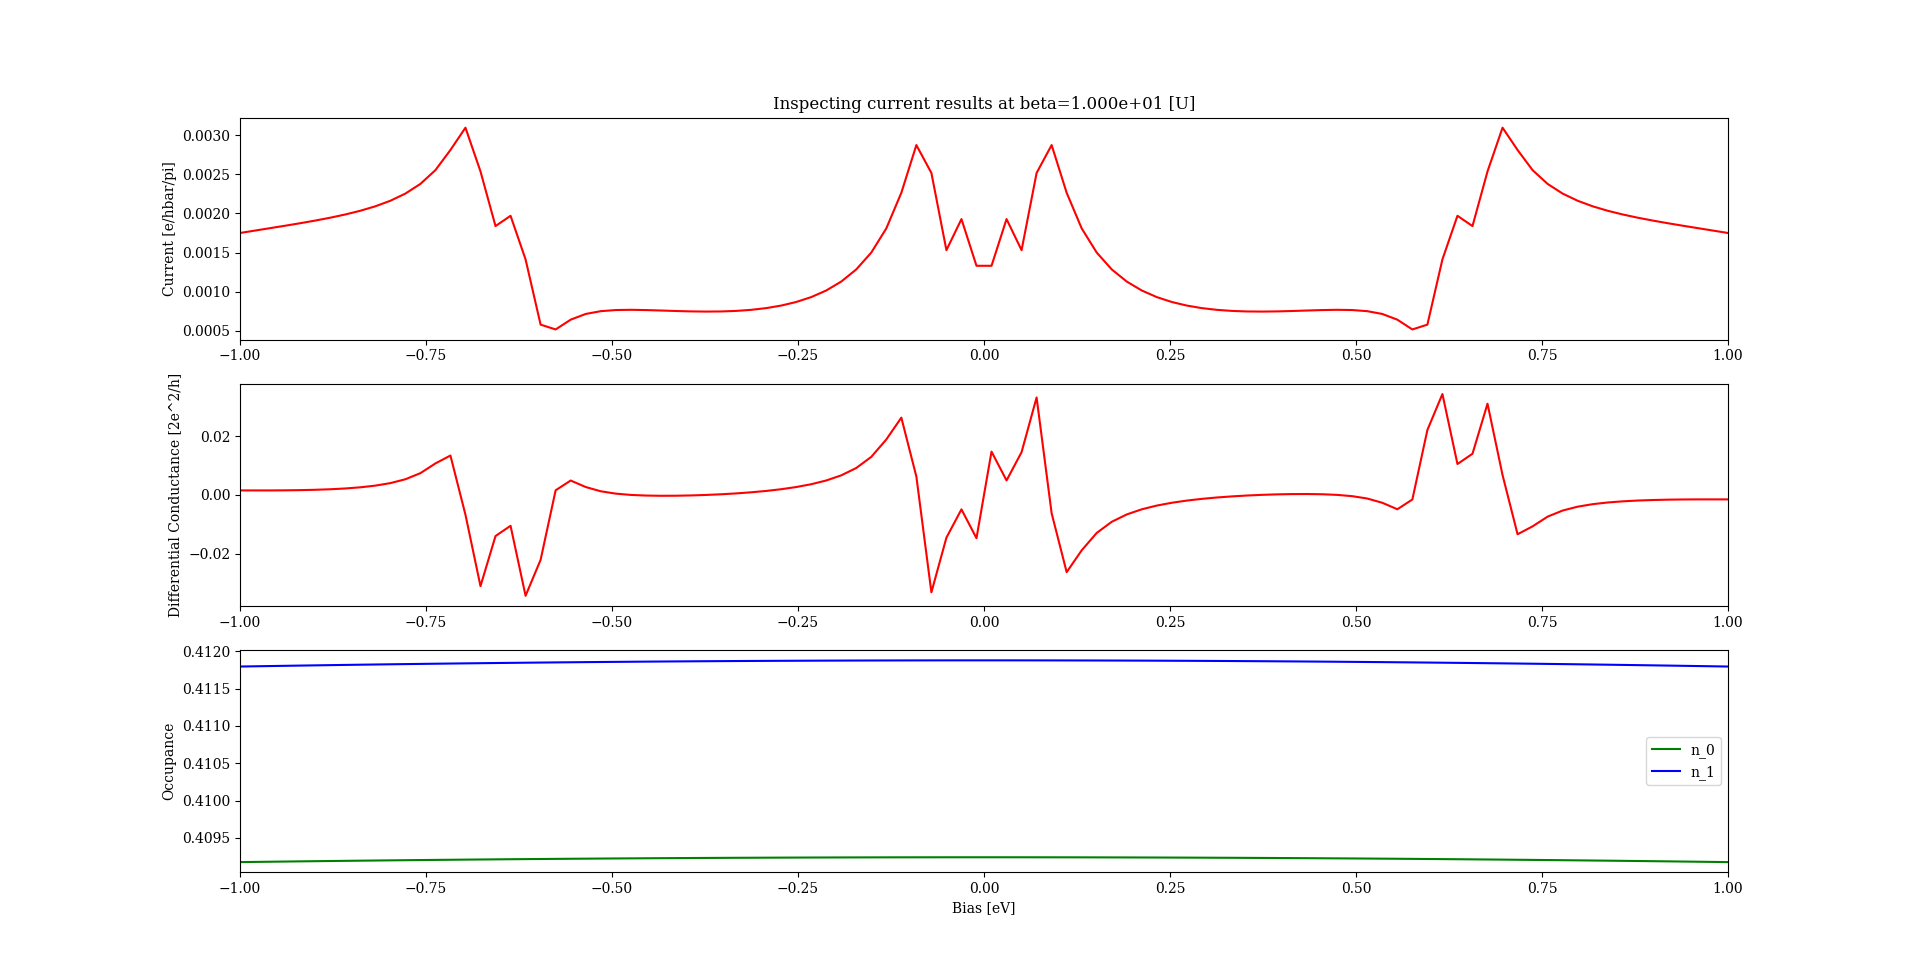 Inspecting current results at beta=1.000e+01 [U]
Current [e/hbar/pi]
0.0030
0.0025
0.0020
0.0015
0.0010
0.0005
−1.00 −0.75 −0.50 −0.25 0.00 0.25 0.50 0.75 1.00
Differential Conductance [2e^2/h]
0.02
0.00
−0.02
−1.00 −0.75 −0.50 −0.25 0.00 0.25 0.50 0.75 1.00
Occupance
0.4120
0.4115
0.4110
0.4105
0.4100
0.4095
n_0
n_1
−1.00 −0.75 −0.50 −0.25 0.00 0.25 0.50 0.75 1.00
Bias [eV]